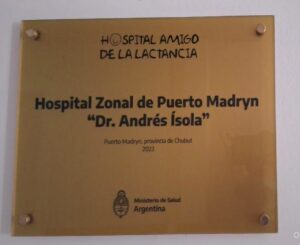 HOSPITAL AMIGO
DE LA LACTANCIA
Hospital Zonal de Puerto Madryn
“Dr. Andrés Ísola”
Puerto Madryn, provincia de Chubut
2023
Ministerio de Salud
Argentina